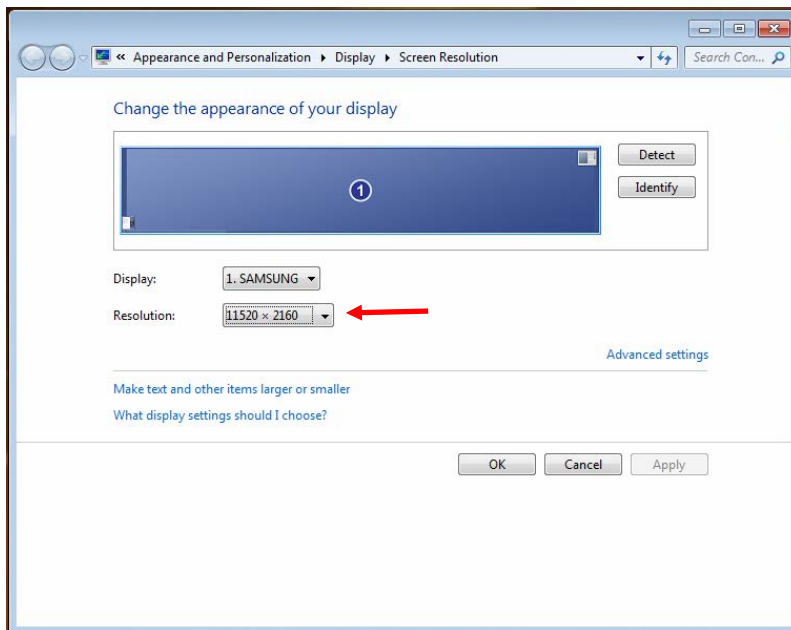 « Appearance and Personalization ▸ Display ▸ Screen Resolution
Search Con...
Change the appearance of your display
1
Detect
Identify
Display: 1. SAMSUNG
Resolution: 11520 × 2160
Advanced settings
Make text and other items larger or smaller
What display settings should I choose?
OK Cancel Apply